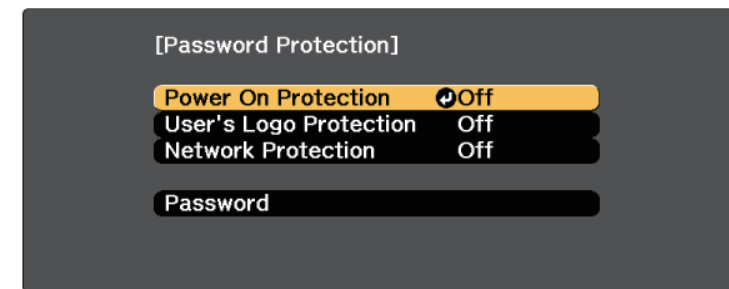 [Password Protection]
Power On Protection Off
User's Logo Protection Off
Network Protection Off
Password